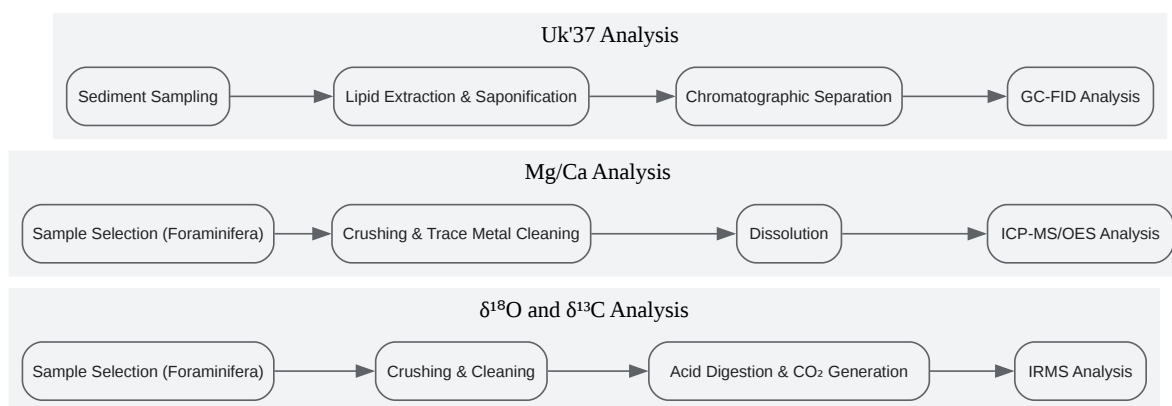 Uk'37 Analysis
Sediment Sampling
Lipid Extraction & Saponification
Chromatographic Separation
GC-FID Analysis
Mg/Ca Analysis
Sample Selection (Foraminifera)
Crushing & Trace Metal Cleaning
Dissolution
ICP-MS/OES Analysis
δ¹⁸O and δ¹³C Analysis
Sample Selection (Foraminifera)
Crushing & Cleaning
Acid Digestion & CO₂ Generation
IRMS Analysis